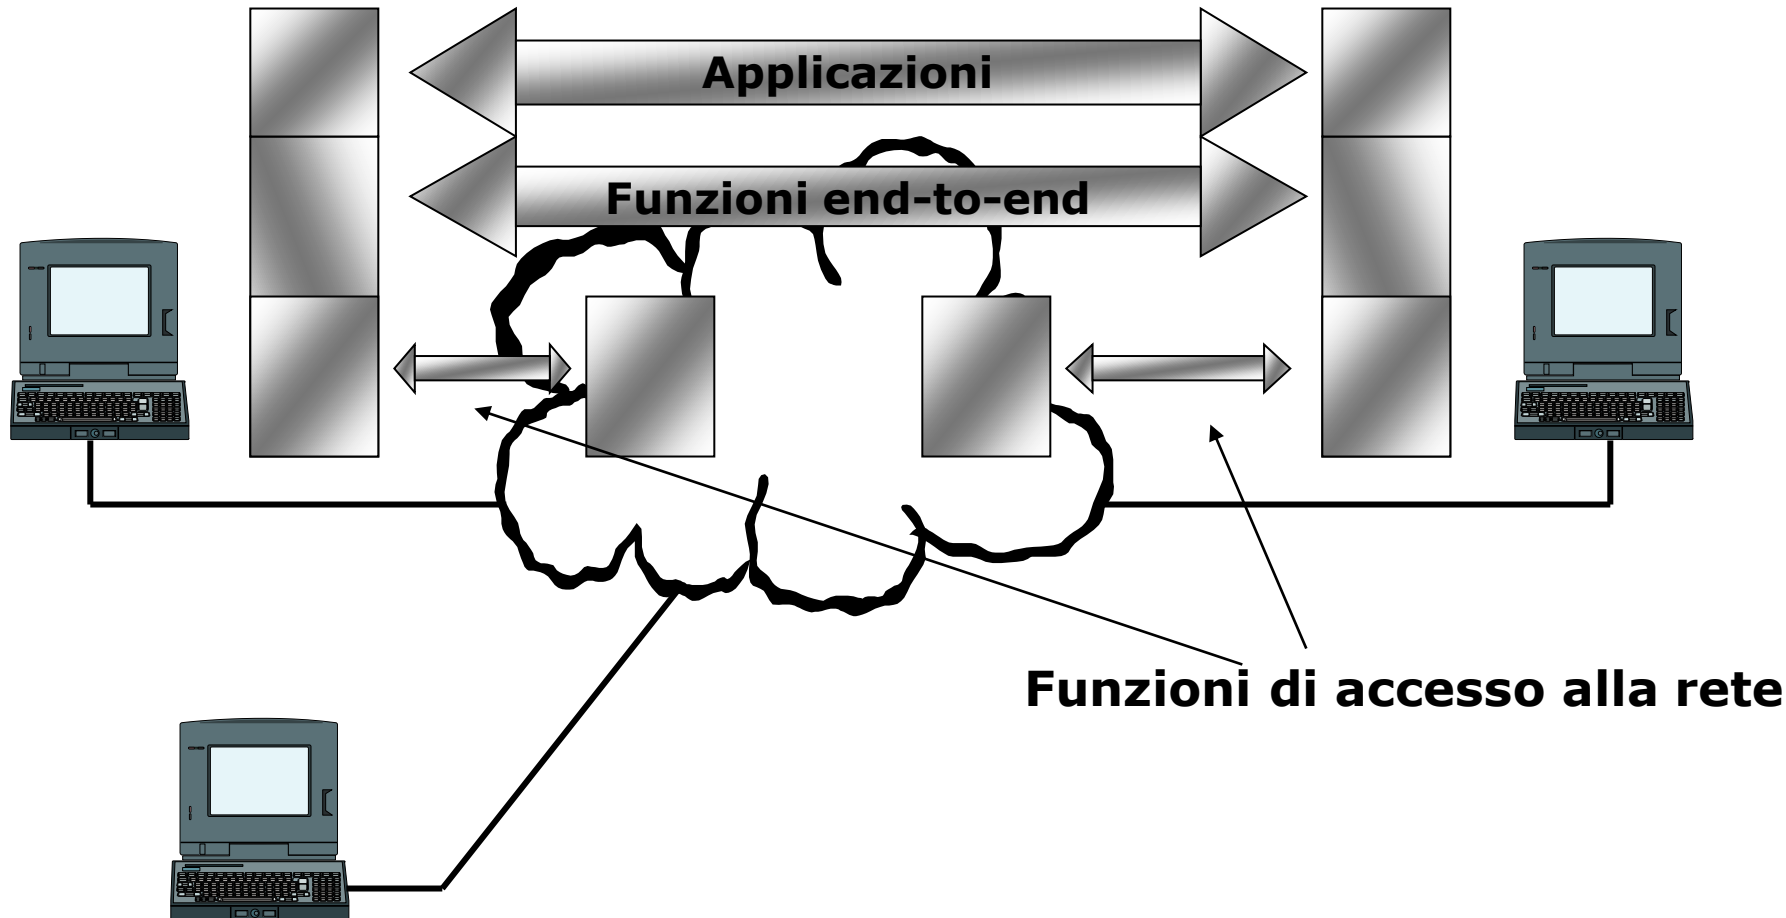 Applicazioni
Funzioni end-to-end
Funzioni di accesso alla rete